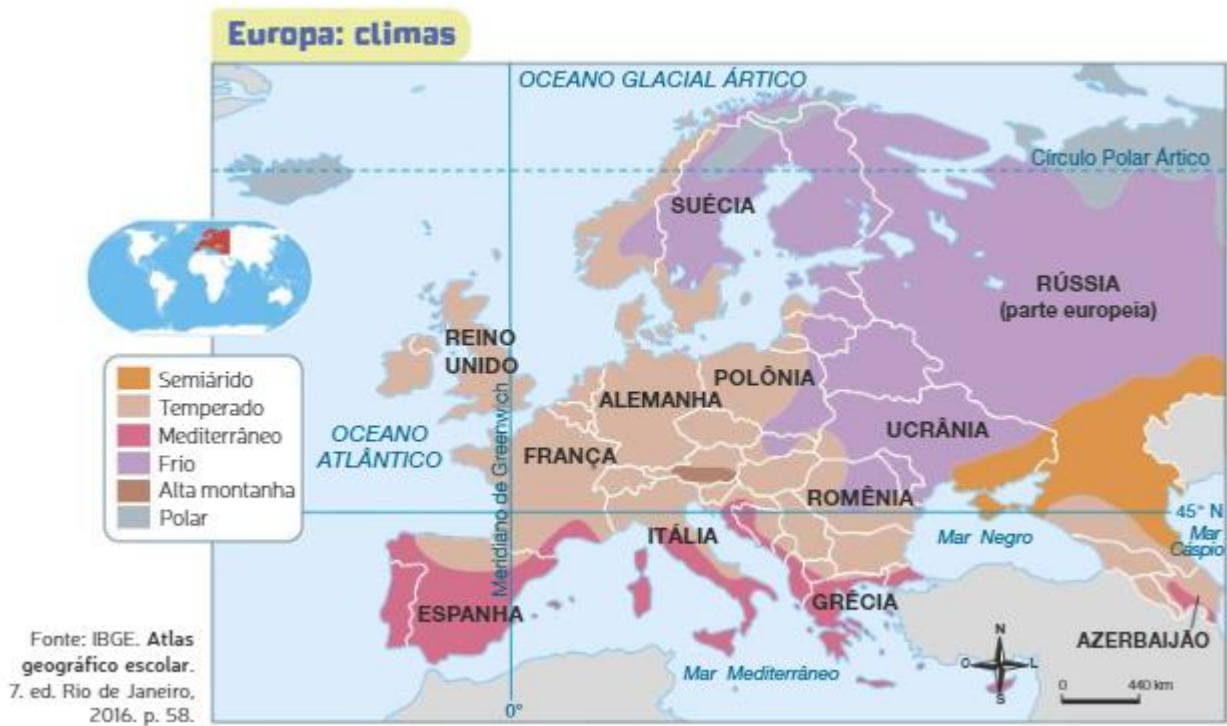 Europa: climas
OCEANO GLACIAL ÁRTICO
Círculo Polar Ártico
SUÉCIA
RÚSSIA
(parte europeia)
REINO
UNIDO
POLÔNIA
ALEMANHA
UCRÂNIA
OCEANO
ATLÂNTICO
FRANÇA
Meridiano de Greenwich
ROMÊNIA
45° N
ITÁLIA
Mar Negro
Mar
Cáspio
ESPANHA
GRÉCIA
AZERBAIJÃO
Mar Mediterrâneo
N
O
L
S
0
440 km
0°
Semiárido
Temperado
Mediterrâneo
Frio
Alta montanha
Polar
Fonte: IBGE. Atlas
geográfico escolar.
7. ed. Rio de Janeiro,
2016. p. 58.